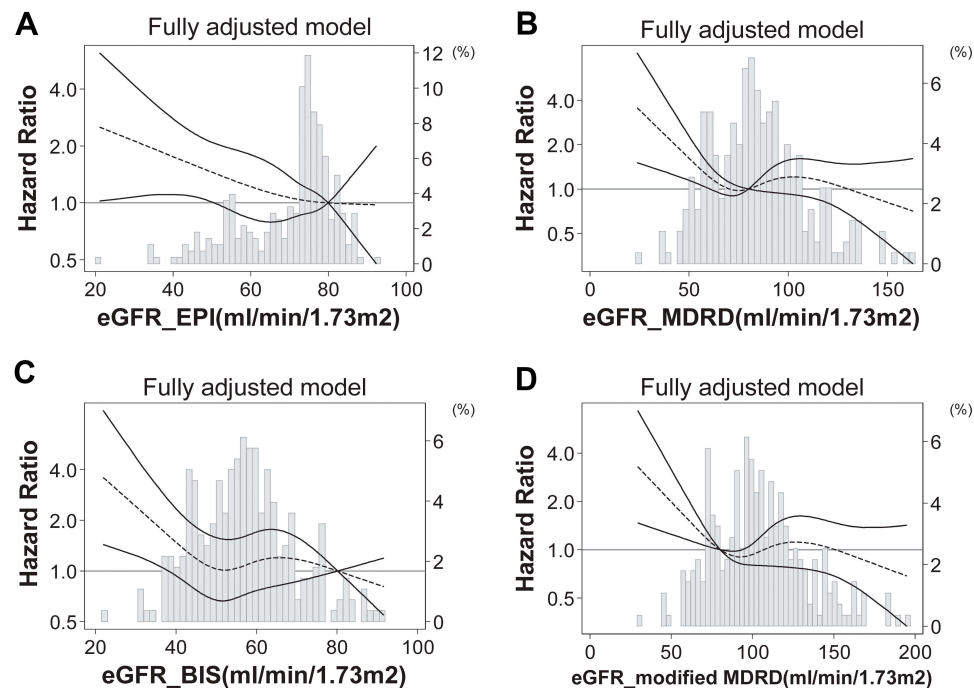 A
Fully adjusted model
Hazard Ratio
4.0
2.0
1.0
0.5
12 (%)
10
8
6
4
2
0
20 40 60 80 100
eGFR_EPI(ml/min/1.73m2)
B
Fully adjusted model
Hazard Ratio
4.0
2.0
1.0
0.5
(%)
6
4
2
0
0 50 100 150
eGFR_MDRD(ml/min/1.73m2)
C
Fully adjusted model
Hazard Ratio
4.0
2.0
1.0
0.5
(%)
6
4
2
0
20 40 60 80 100
eGFR_BIS(ml/min/1.73m2)
D
Fully adjusted model
Hazard Ratio
4.0
2.0
1.0
0.5
(%)
6
4
2
0
0 50 100 150 200
eGFR_modified MDRD(ml/min/1.73m2)